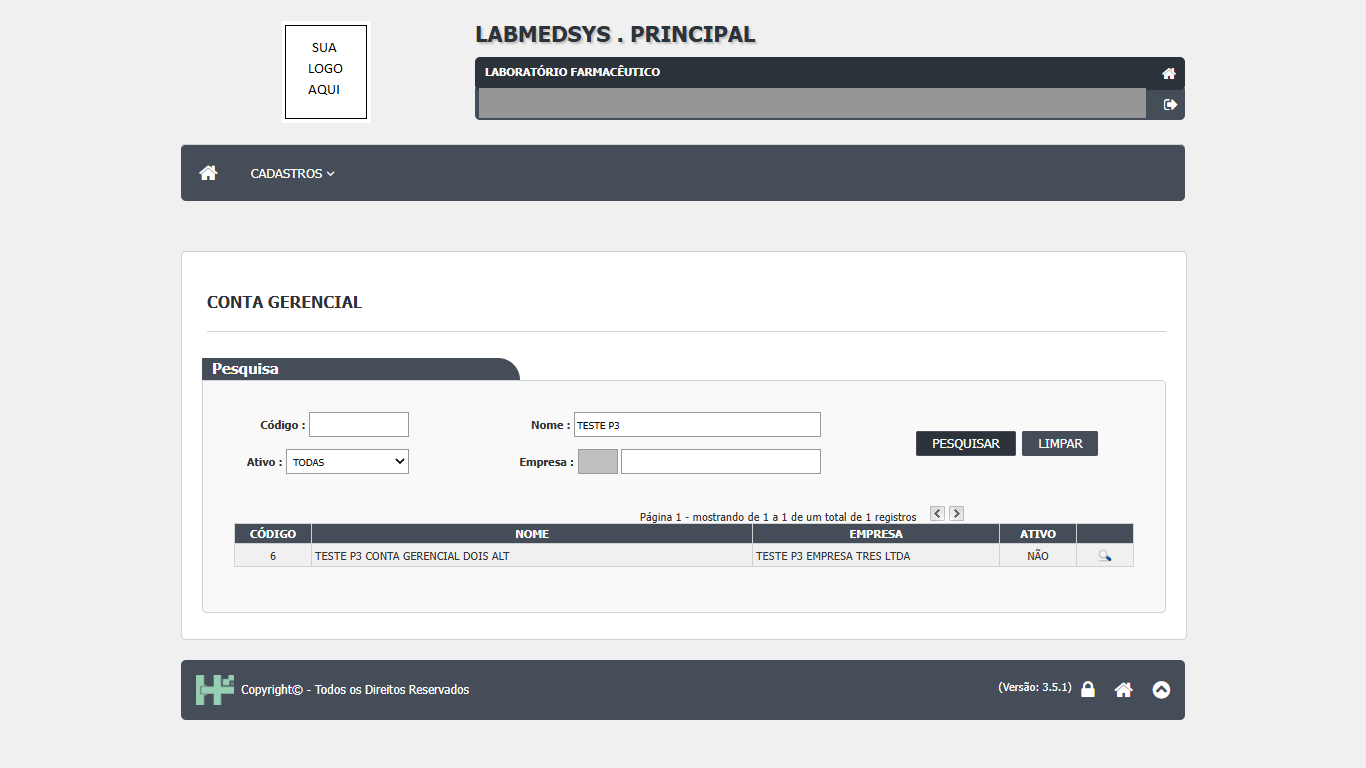 SUA
LOGO
AQUI
LABMEDSYS . PRINCIPAL
LABORATÓRIO FARMACÊUTICO
CADASTROS
CONTA GERENCIAL
Pesquisa
Código :
Nome : TESTE P3
PESQUISAR LIMPAR
Ativo : TODAS
Empresa :
Página 1 - mostrando de 1 a 1 de um total de 1 registros
CÓDIGO NOME EMPRESA ATIVO
6 TESTE P3 CONTA GERENCIAL DOIS ALT TESTE P3 EMPRESA TRES LTDA NÃO
Copyright© - Todos os Direitos Reservados
(Versão: 3.5.1)